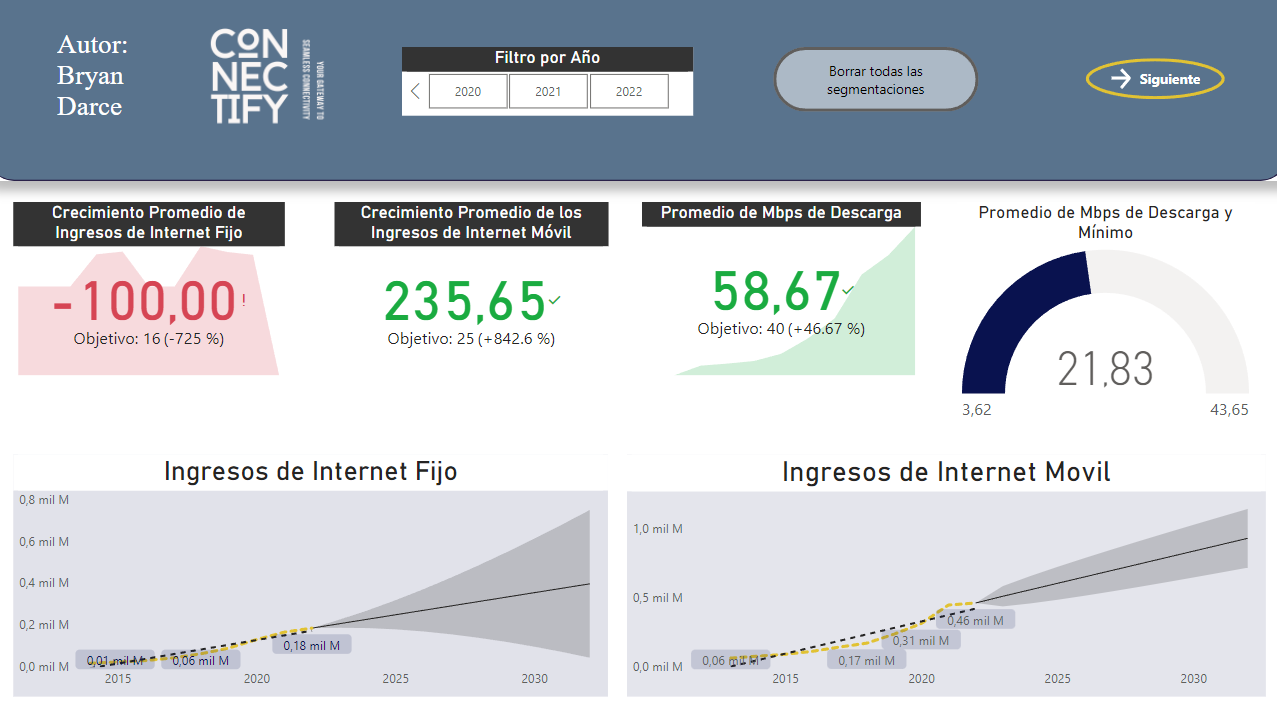 Autor:
Bryan
Darce
CON
NEC
TIFY
YOUR GATEWAY TO
SEAMLESS CONNECTIVITY
Filtro por Año
2020 2021 2022
Borrar todas las
segmentaciones
Siguiente
Crecimiento Promedio de
Ingresos de Internet Fijo
-100,00!
Objetivo: 16 (-725 %)
Crecimiento Promedio de los
Ingresos de Internet Móvil
235,65
Objetivo: 25 (+842.6 %)
Promedio de Mbps de Descarga
58,67
Objetivo: 40 (+46.67 %)
Promedio de Mbps de Descarga y
Mínimo
21,83
3,62 43,65
Ingresos de Internet Fijo
0,8 mil M
0,6 mil M
0,4 mil M
0,2 mil M
0,0 mil M
0,01 mil M
0,06 mil M
0,18 mil M
2015 2020 2025 2030
Ingresos de Internet Movil
1,0 mil M
0,5 mil M
0,0 mil M
0,06 mil M
0,17 mil M
0,31 mil M
0,46 mil M
2015 2020 2025 2030